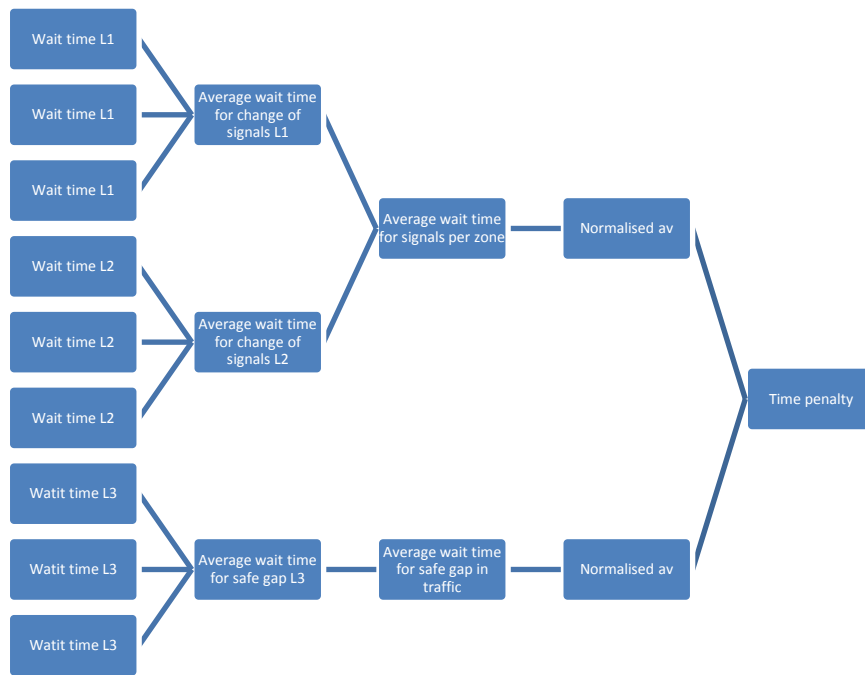 Wait time L1
Wait time L1
Wait time L1
Wait time L2
Wait time L2
Wait time L2
Watit time L3
Watit time L3
Watit time L3
Average wait time
for change of
signals L1
Average wait time
for change of
signals L2
Average wait time
for safe gap L3
Average wait time
for signals per zone
Average wait time
for safe gap in
traffic
Normalised av
Normalised av
Time penalty